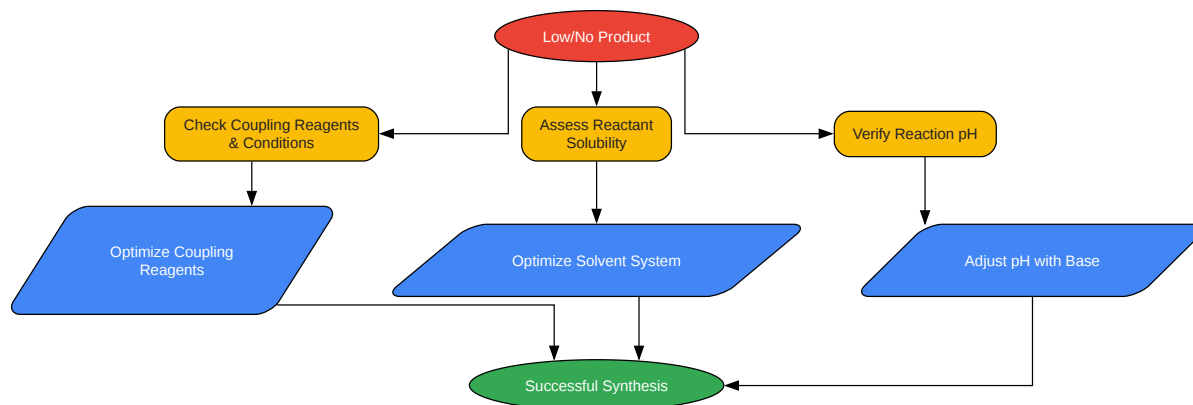 Low/No Product
Check Coupling Reagents
& Conditions
Assess Reactant
Solubility
Verify Reaction pH
Optimize Coupling
Reagents
Optimize Solvent System
Adjust pH with Base
Successful Synthesis